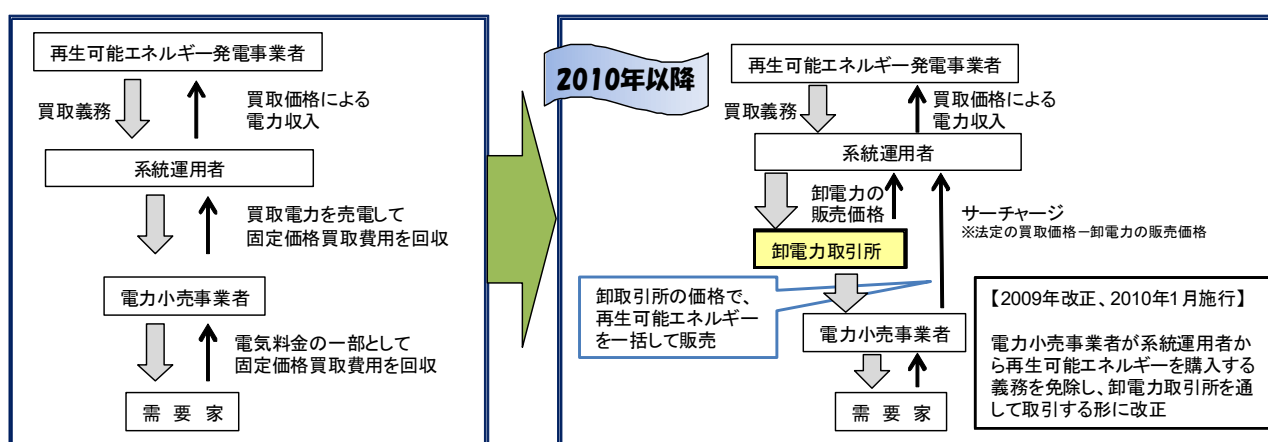 再生可能エネルギー発電事業者
買取義務
買取価格による
電力収入
系統運用者
買取電力を売電して
固定価格買取費用を回収
電力小売事業者
電気料金の一部として
固定価格買取費用を回収
需 要 家
2010年以降
再生可能エネルギー発電事業者
買取義務
買取価格による
電力収入
系統運用者
卸電力の
販売価格
サーチャージ
※法定の買取価格－卸電力の販売価格
卸電力取引所
卸取引所の価格で、
再生可能エネルギー
を一括して販売
電力小売事業者
需 要 家
【2009年改正、2010年1月施行】
電力小売事業者が系統運用者か
ら再生可能エネルギーを購入する
義務を免除し、卸電力取引所を通
して取引する形に改正